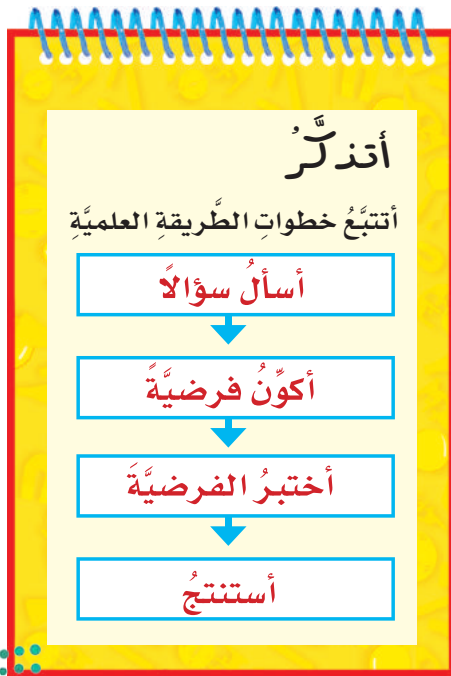 أتذكَّرُ
أتتبَّعُ خطواتِ الطَّريقةِ العلميَّةِ
أسألُ سؤالاً
أكوِّنُ فرضيَّةً
أختبرُ الفرضيَّةَ
أستنتجُ